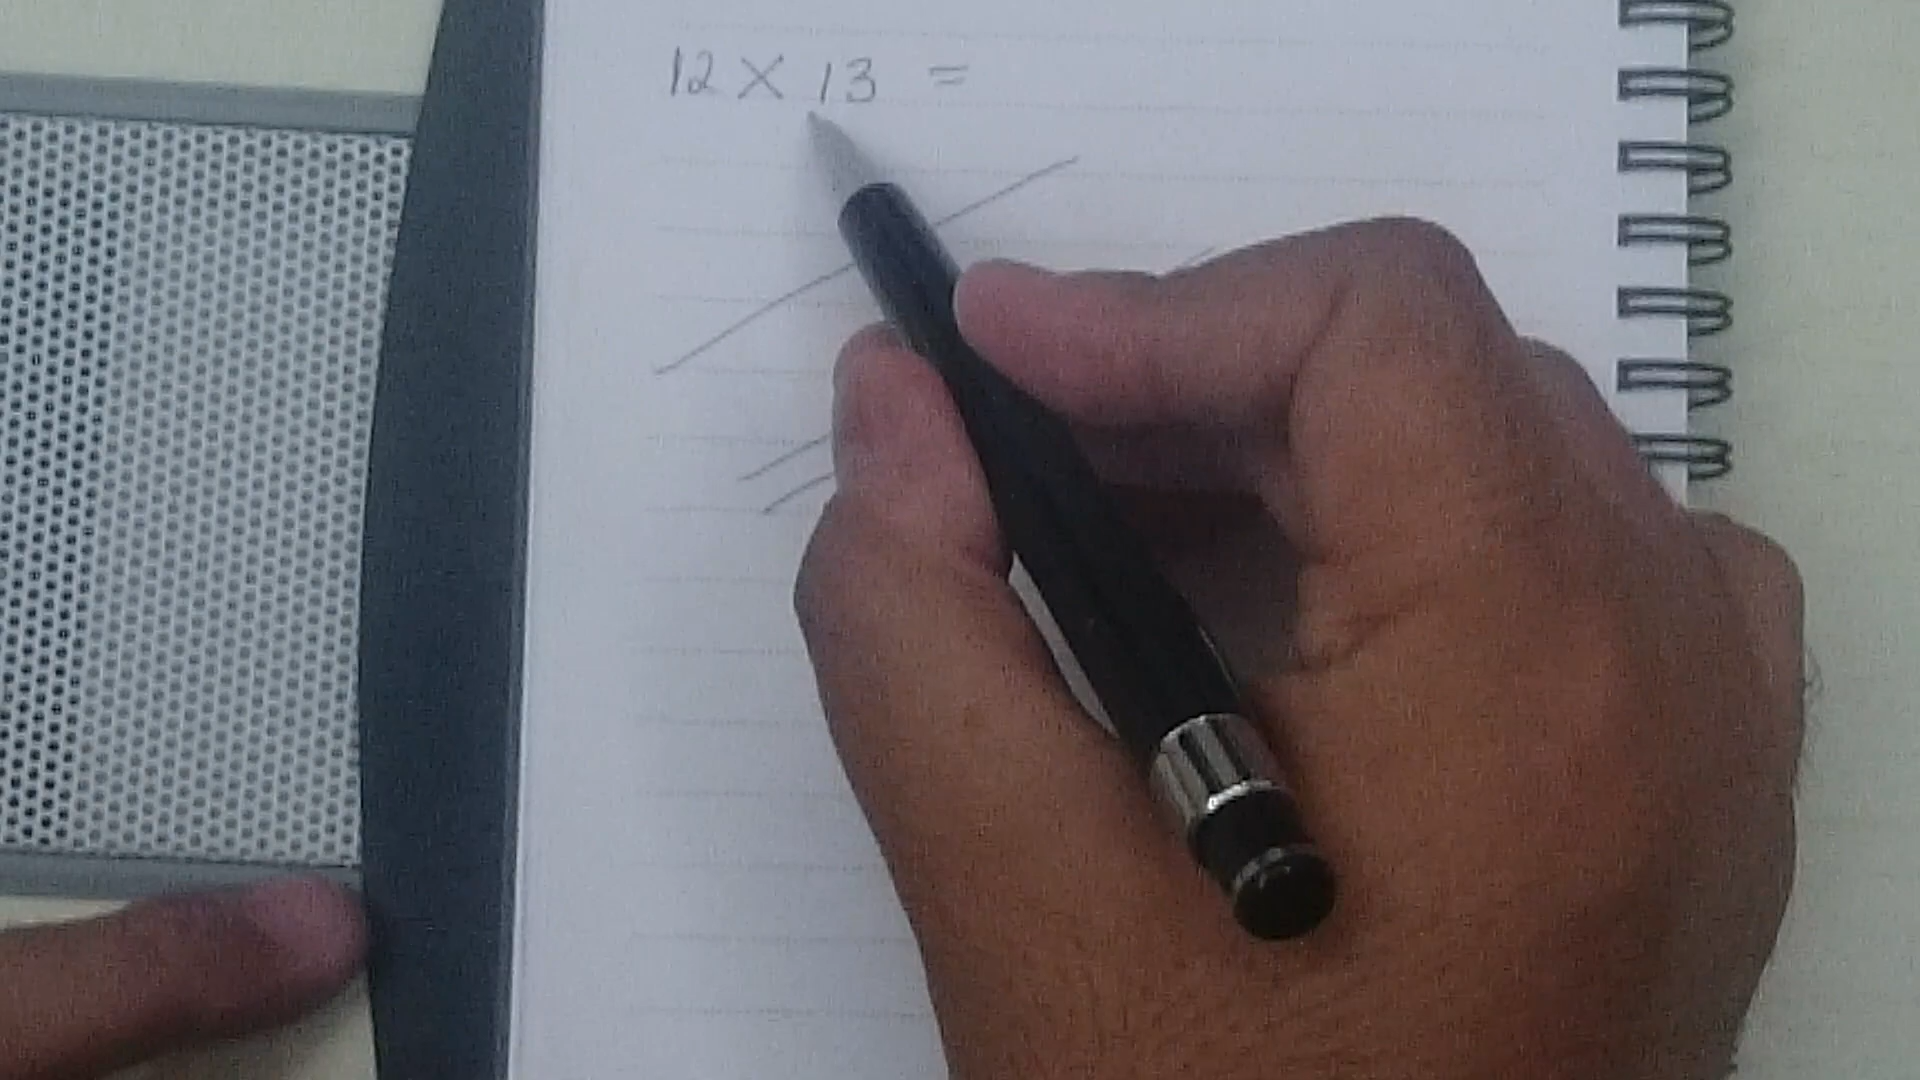 12 × 13 =